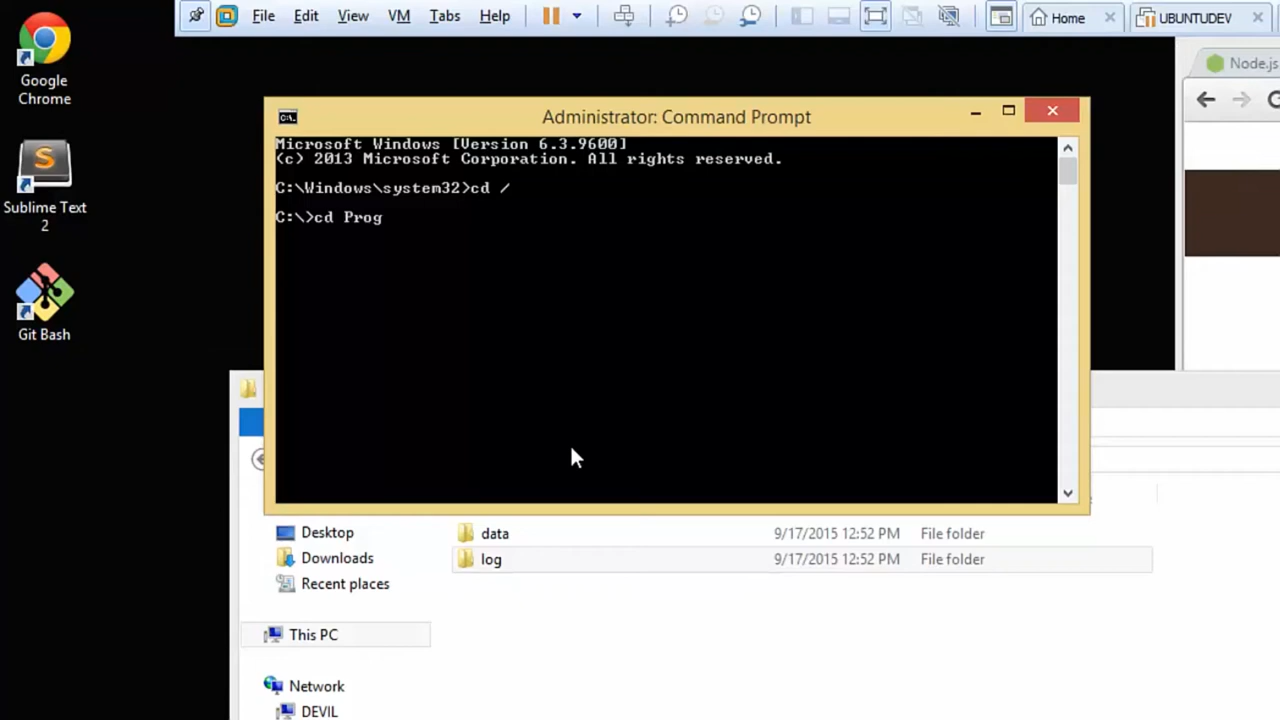 File Edit View VM Tabs Help
Home
UBUNTUDEV
Google
Chrome
Node.js
Administrator: Command Prompt
C:\.
Microsoft Windows [Version 6.3.9600]
(c) 2013 Microsoft Corporation. All rights reserved.
C:\Windows\system32>cd /
C:\>cd Prog
Sublime Text
2
Git Bash
Desktop
Downloads
Recent places
This PC
Network
DEVIL
data 9/17/2015 12:52 PM File folder
log 9/17/2015 12:52 PM File folder